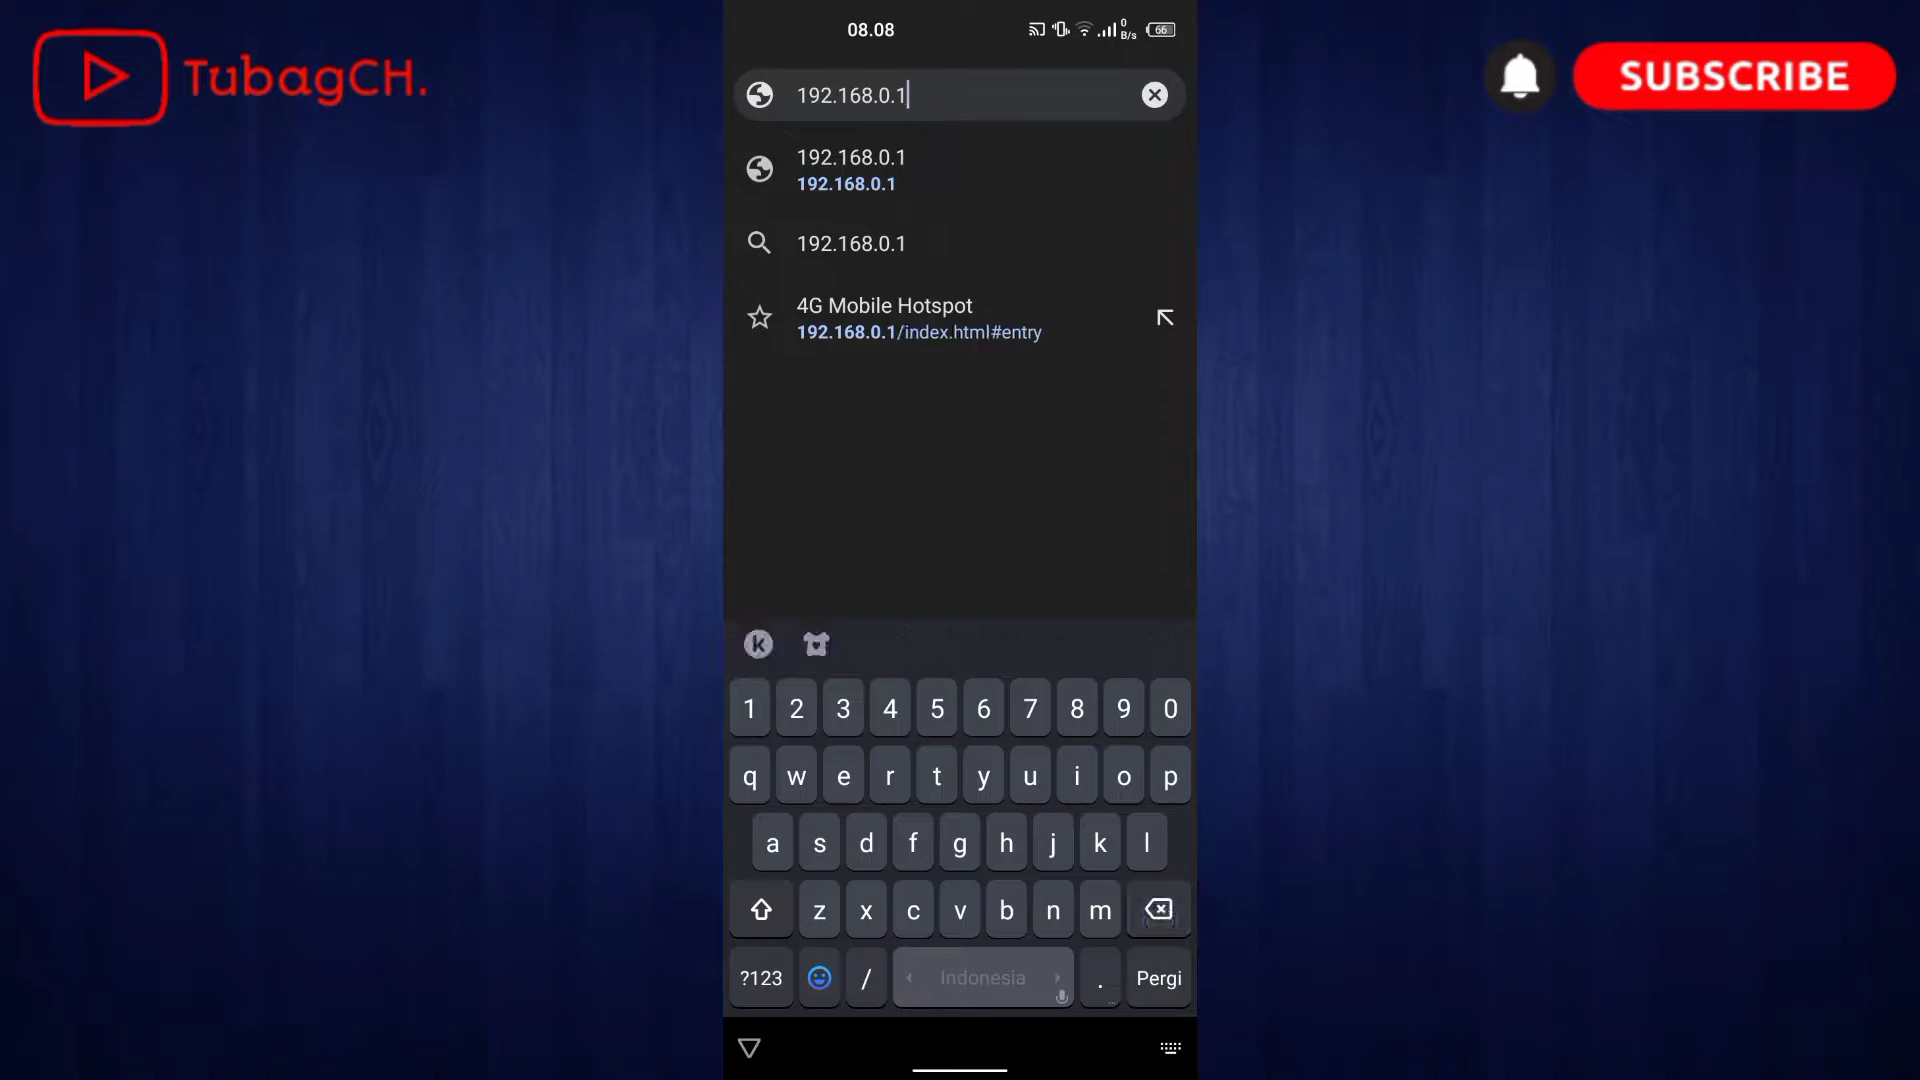 TubagCH.
SUBSCRIBE
08.08
0
B/s
66
192.168.0.1
192.168.0.1
192.168.0.1
192.168.0.1
4G Mobile Hotspot
192.168.0.1/index.html#entry
k
1 2 3 4 5 6 7 8 9 0
q w e r t y u i o p
a s d f g h j k l
z x c v b n m
?123 / Indonesia . Pergi